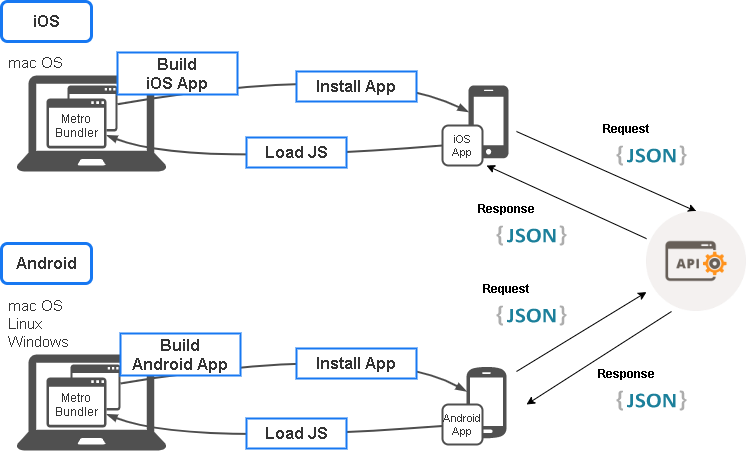 iOS
mac OS
Build
iOS App
Install App
Metro
Bundler
iOS
App
Load JS
Request
{JSON}
Response
{JSON}
API
Android
mac OS
Linux
Windows
Build
Android App
Install App
Metro
Bundler
Android
App
Load JS
Request
{JSON}
Response
{JSON}